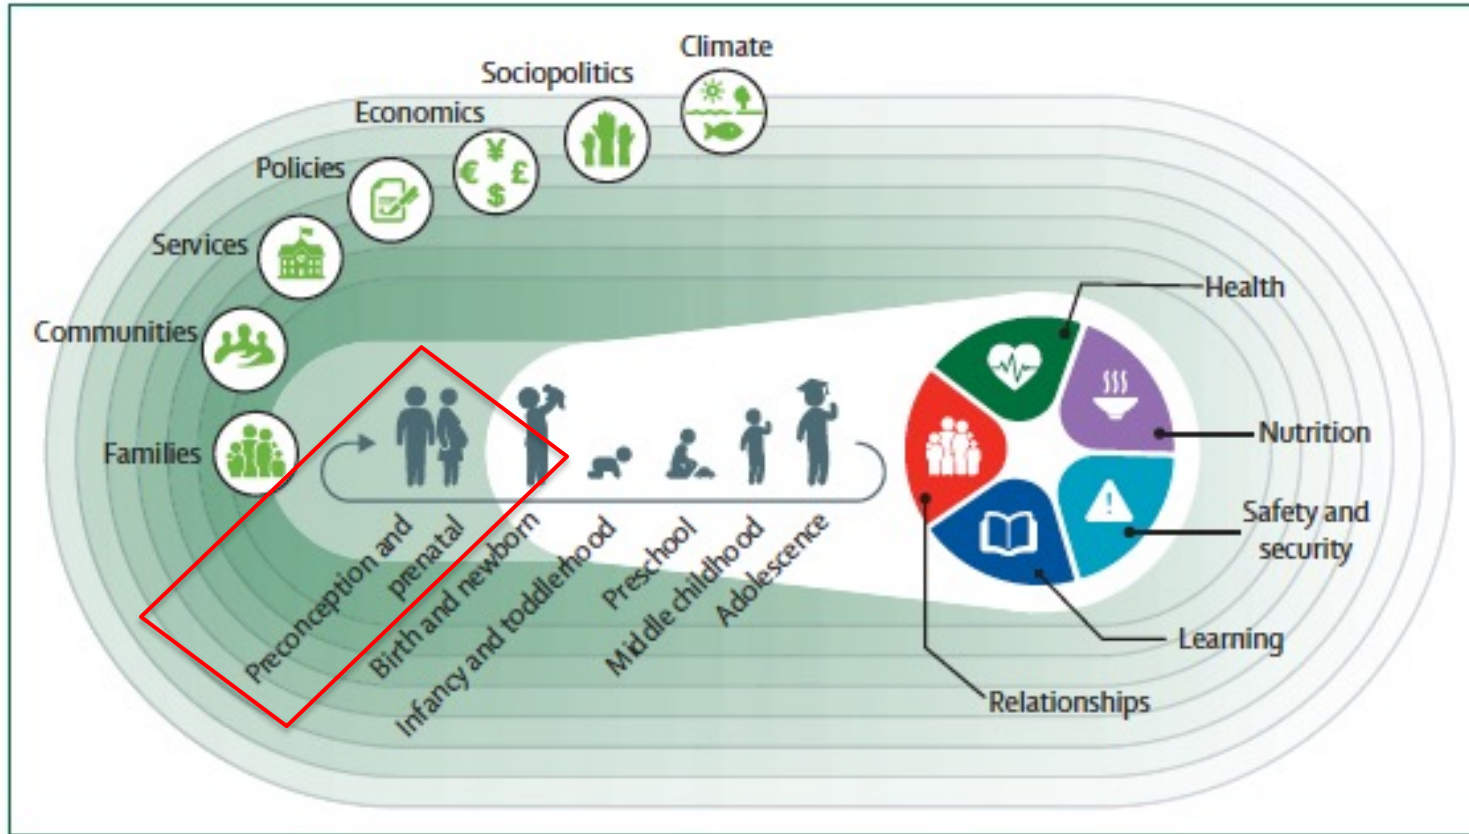 Climate
Sociopolitics
Economics
Policies
Services
Communities
Families
¥
€ £
$
Preconception and
prenatal
Birth and newborn
Infancy and toddlerhood
Preschool
Middle childhood
Adolescence
Health
Nutrition
!
Safety and
security
Learning
Relationships